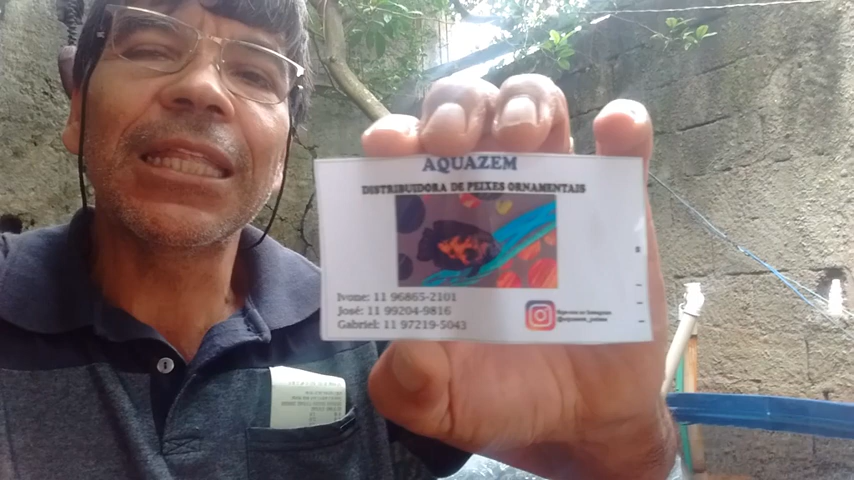 AQUAZEM
DISTRIBUIDORA DE PEIXES ORNAMENTAIS
Ivone: 11 96865-2101
José: 11 99204-9816
Gabriel: 11 97219-5043